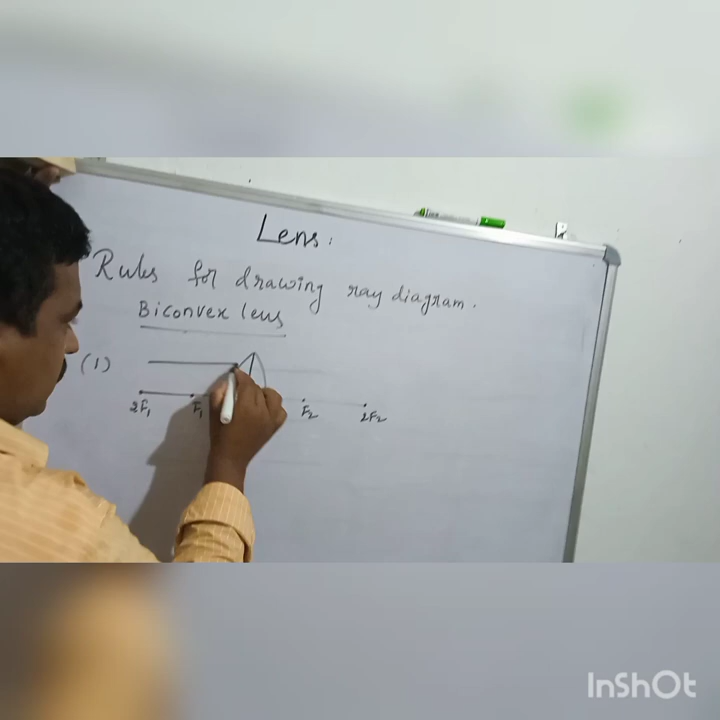 Lens:
Rules for drawing ray diagram.
Biconvex lens
(1)
2F₁ F₁ F₂ 2F₂
InShOt